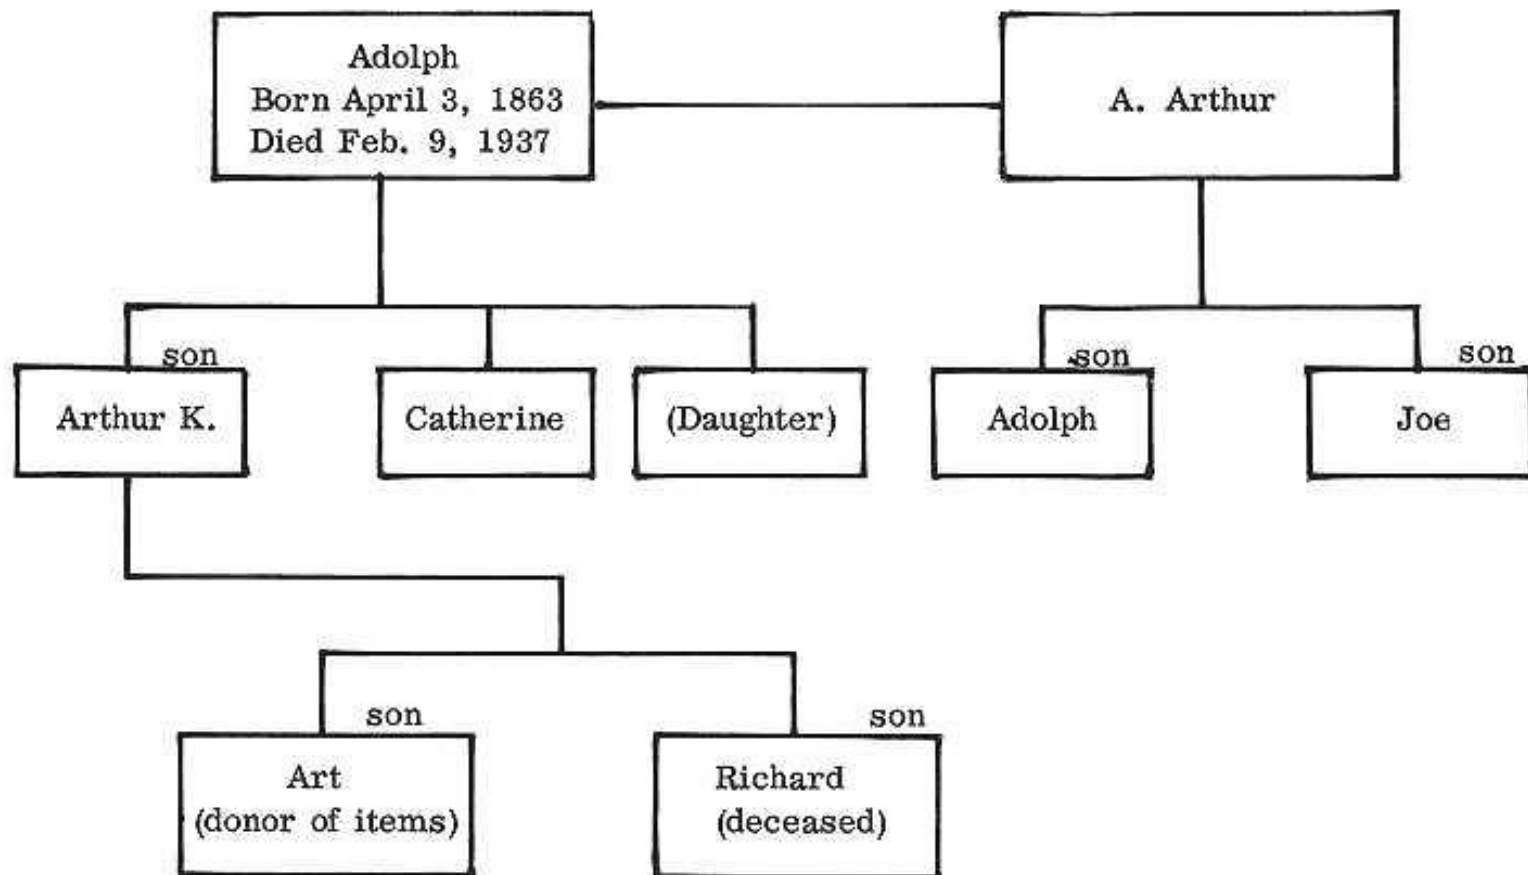 Adolph
Born April 3, 1863
Died Feb. 9, 1937
A. Arthur
son
Arthur K.
Catherine
(Daughter)
son
Adolph
son
Joe
son
Art
(donor of items)
son
Richard
(deceased)